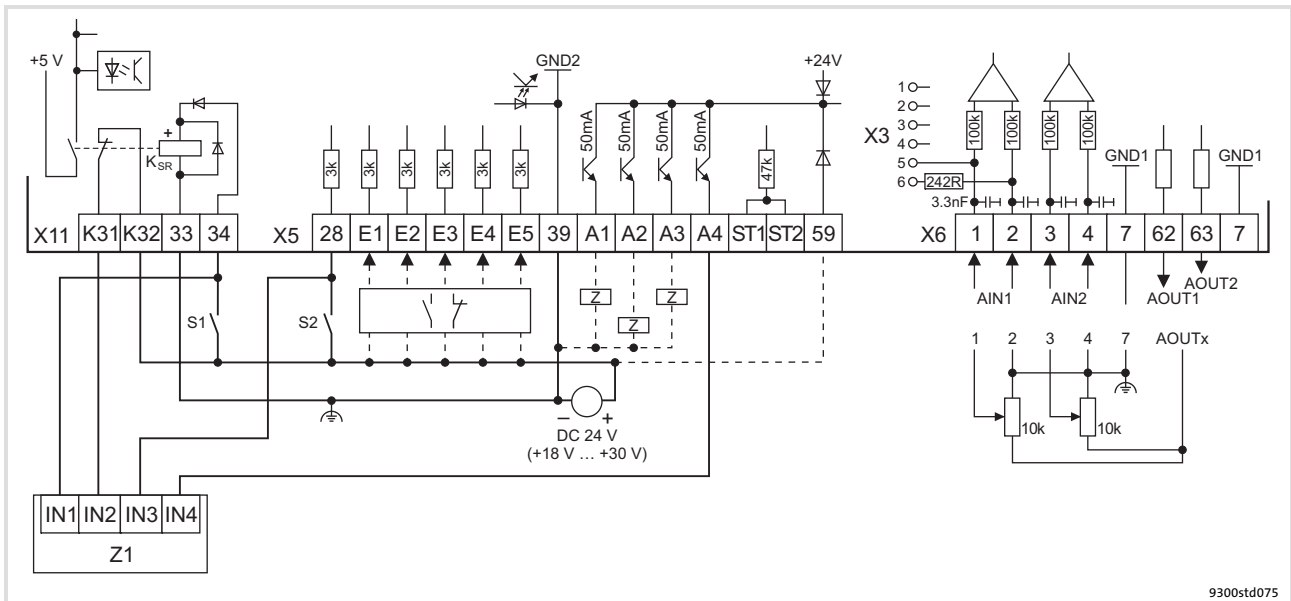 +5 V
GND2
+24V
+
K SR
3k
3k
3k
3k
3k
3k
50mA
50mA
50mA
50mA
47k
1
2
3
4
5
6
X3
242R
3.3nF
100k
100k
100k
100k
GND1
GND1
X11 K31 K32 33 34
X5 28 E1 E2 E3 E4 E5 39 A1 A2 A3 A4 ST1 ST2 59
X6 1 2 3 4 7 62 63 7
AIN1
AIN2
AOUT1
AOUT2
S1
S2
Z
Z
Z
1 2 3 4 7 AOUTx
10k
10k
– +
DC 24 V
(+18 V ... +30 V)
IN1 IN2 IN3 IN4
Z1
9300std075